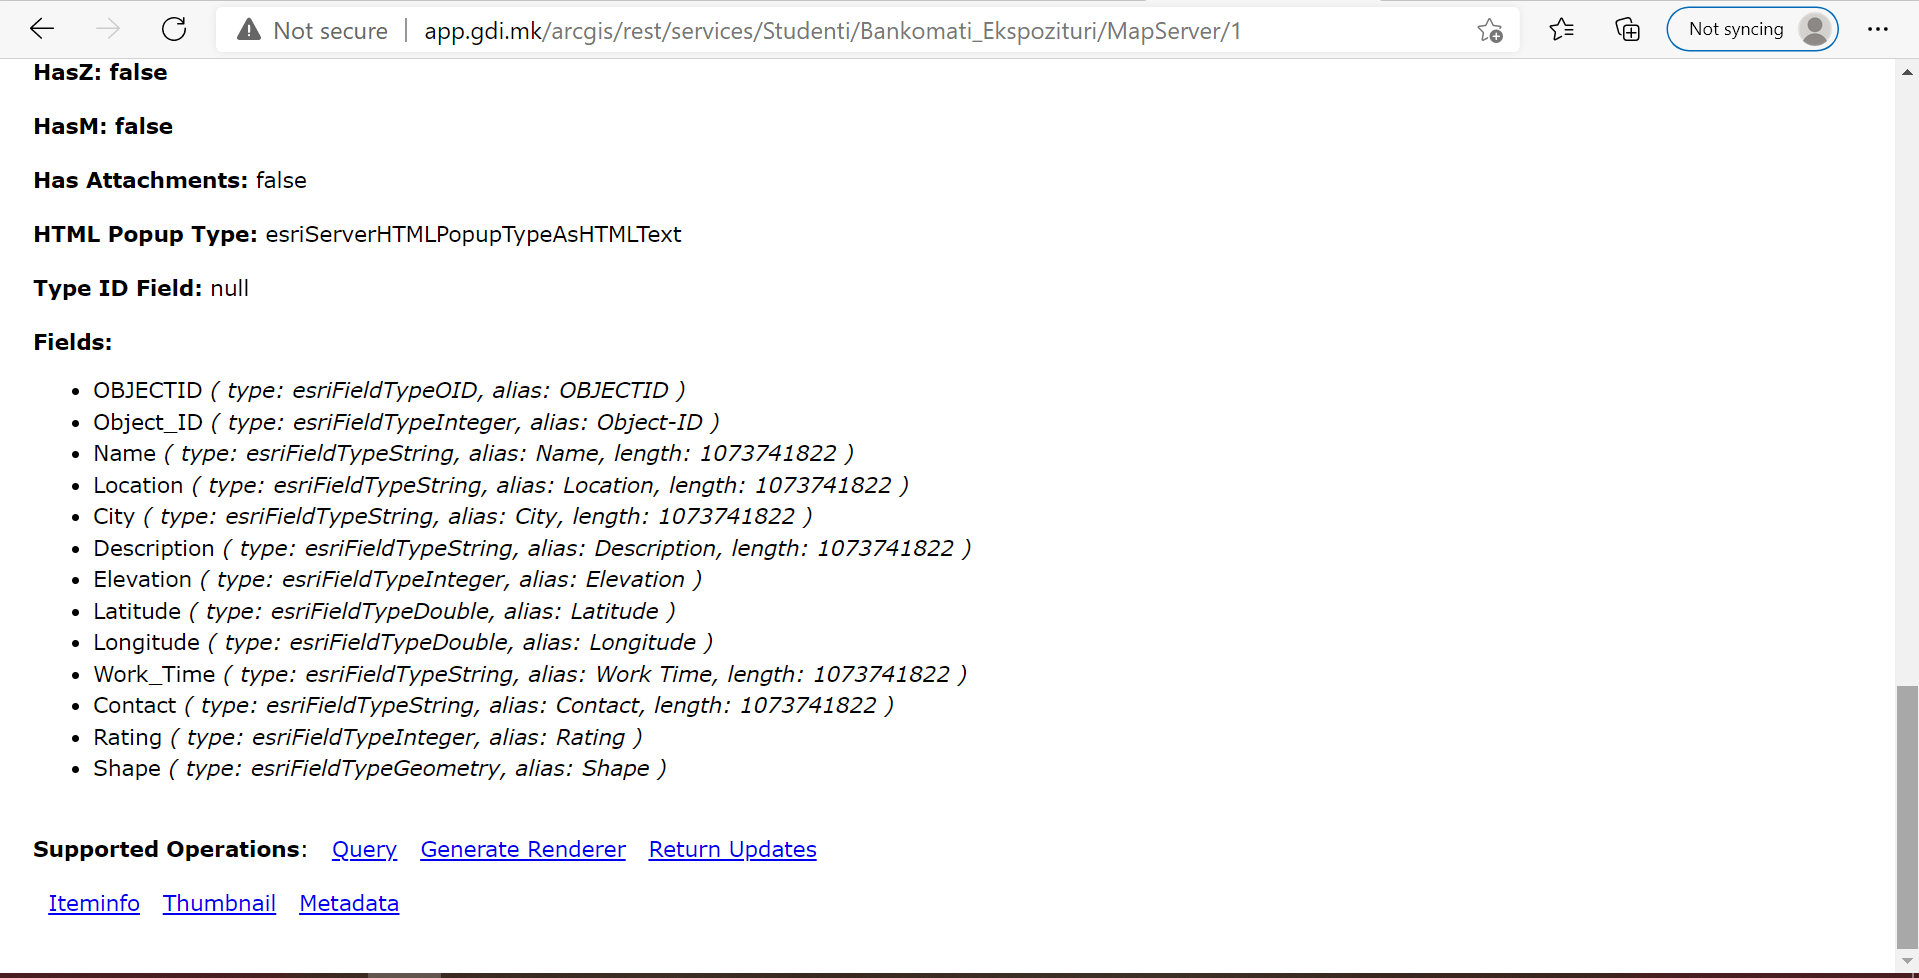 Not secure | app.gdi.mk/arcgis/rest/services/Studenti/Bankomati_Ekspozituri/MapServer/1 Not syncing
HasZ: false
HasM: false
Has Attachments: false
HTML Popup Type: esriServerHTMLPopupTypeAsHTMLText
Type ID Field: null
Fields:
• OBJECTID ( type: esriFieldTypeOID, alias: OBJECTID )
• Object_ID ( type: esriFieldTypeInteger, alias: Object-ID )
• Name ( type: esriFieldTypeString, alias: Name, length: 1073741822 )
• Location ( type: esriFieldTypeString, alias: Location, length: 1073741822 )
• City ( type: esriFieldTypeString, alias: City, length: 1073741822 )
• Description ( type: esriFieldTypeString, alias: Description, length: 1073741822 )
• Elevation ( type: esriFieldTypeInteger, alias: Elevation )
• Latitude ( type: esriFieldTypeDouble, alias: Latitude )
• Longitude ( type: esriFieldTypeDouble, alias: Longitude )
• Work_Time ( type: esriFieldTypeString, alias: Work Time, length: 1073741822 )
• Contact ( type: esriFieldTypeString, alias: Contact, length: 1073741822 )
• Rating ( type: esriFieldTypeInteger, alias: Rating )
• Shape ( type: esriFieldTypeGeometry, alias: Shape )
Supported Operations: Query Generate Renderer Return Updates
Iteminfo Thumbnail Metadata